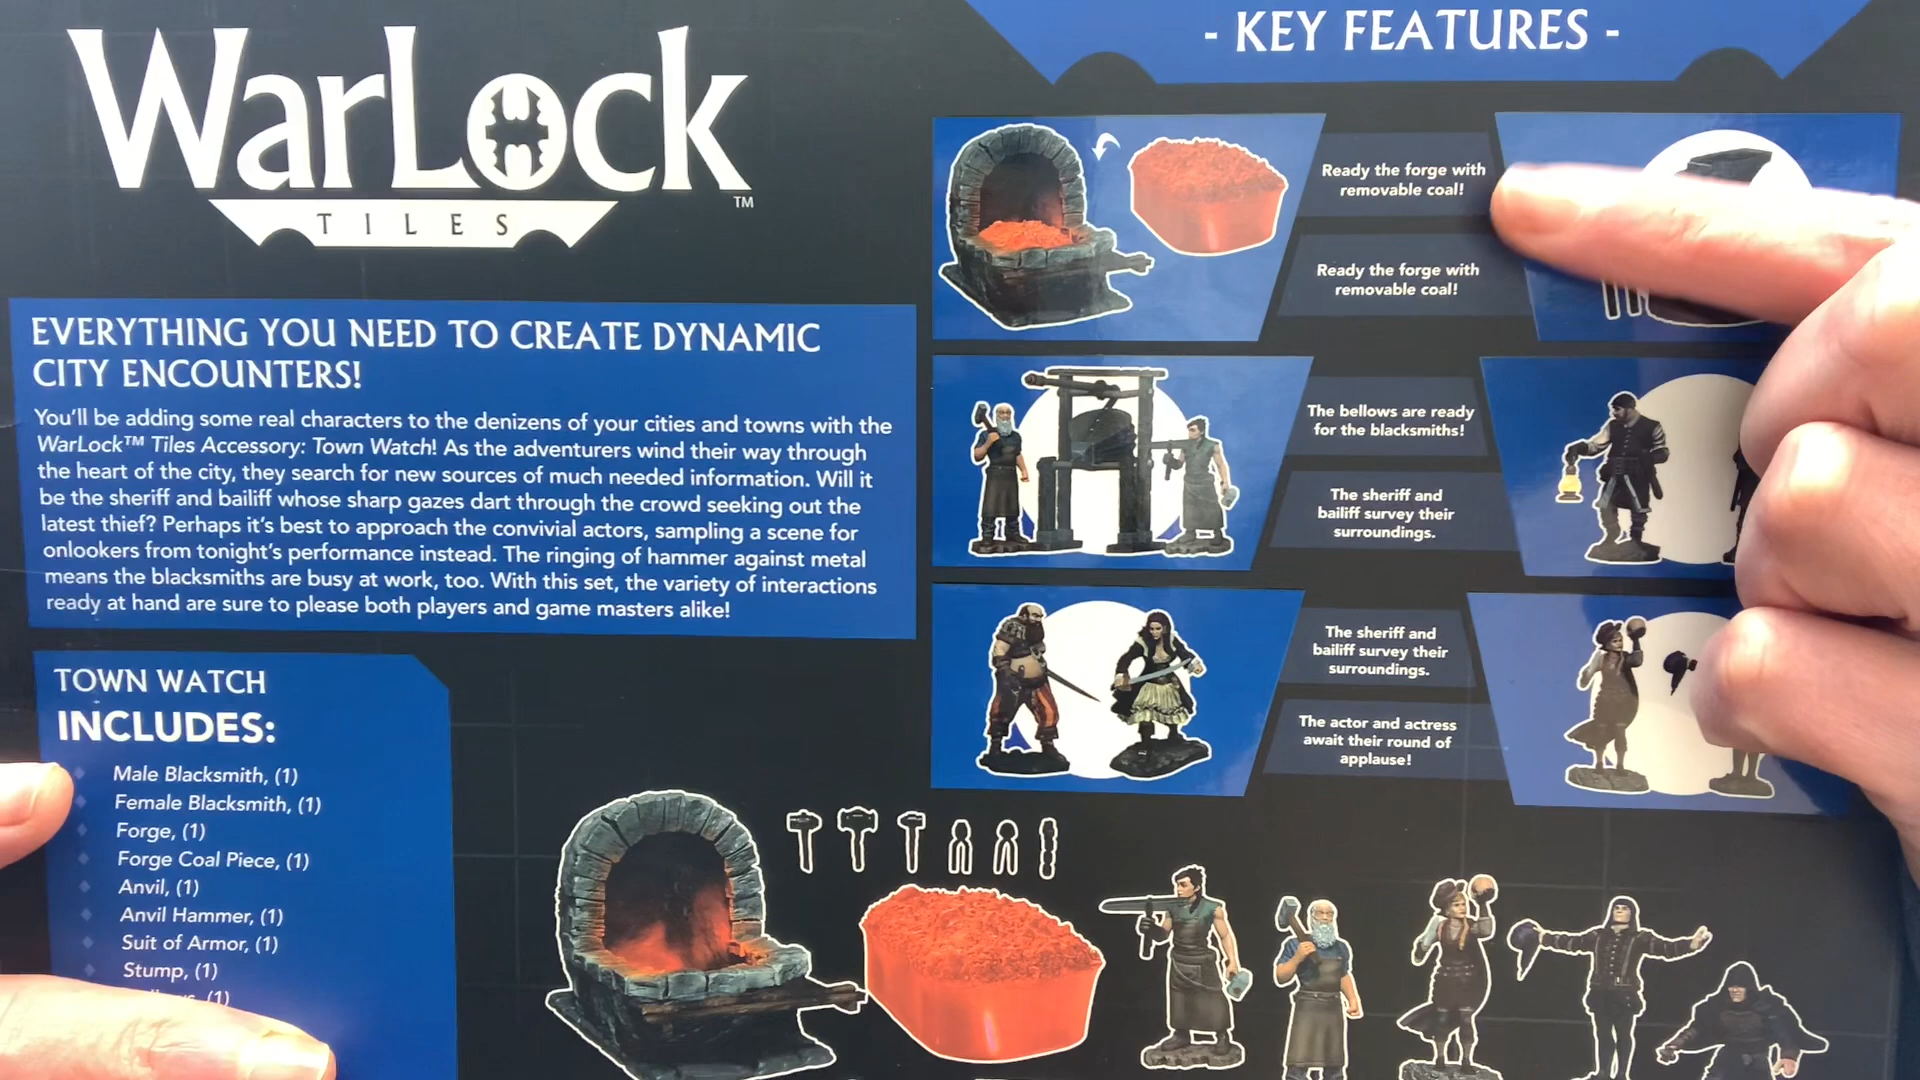 WarLock
TM
TILES
EVERYTHING YOU NEED TO CREATE DYNAMIC
CITY ENCOUNTERS!
You'll be adding some real characters to the denizens of your cities and towns with the
WarLock™ Tiles Accessory: Town Watch! As the adventurers wind their way through
the heart of the city, they search for new sources of much needed information. Will it
be the sheriff and bailiff whose sharp gazes dart through the crowd seeking out the
latest thief? Perhaps it's best to approach the convivial actors, sampling a scene for
onlookers from tonight's performance instead. The ringing of hammer against metal
means the blacksmiths are busy at work, too. With this set, the variety of interactions
ready at hand are sure to please both players and game masters alike!
TOWN WATCH
INCLUDES:
Male Blacksmith, (1)
Female Blacksmith, (1)
Forge, (1)
Forge Coal Piece, (1)
Anvil, (1)
Anvil Hammer, (1)
Suit of Armor, (1)
Stump, (1)
(1)
- KEY FEATURES -
Ready the forge with
removable coal!
Ready the forge with
removable coal!
The bellows are ready
for the blacksmiths!
The sheriff and
bailiff survey their
surroundings.
The sheriff and
bailiff survey their
surroundings.
The actor and actress
await their round of
applause!